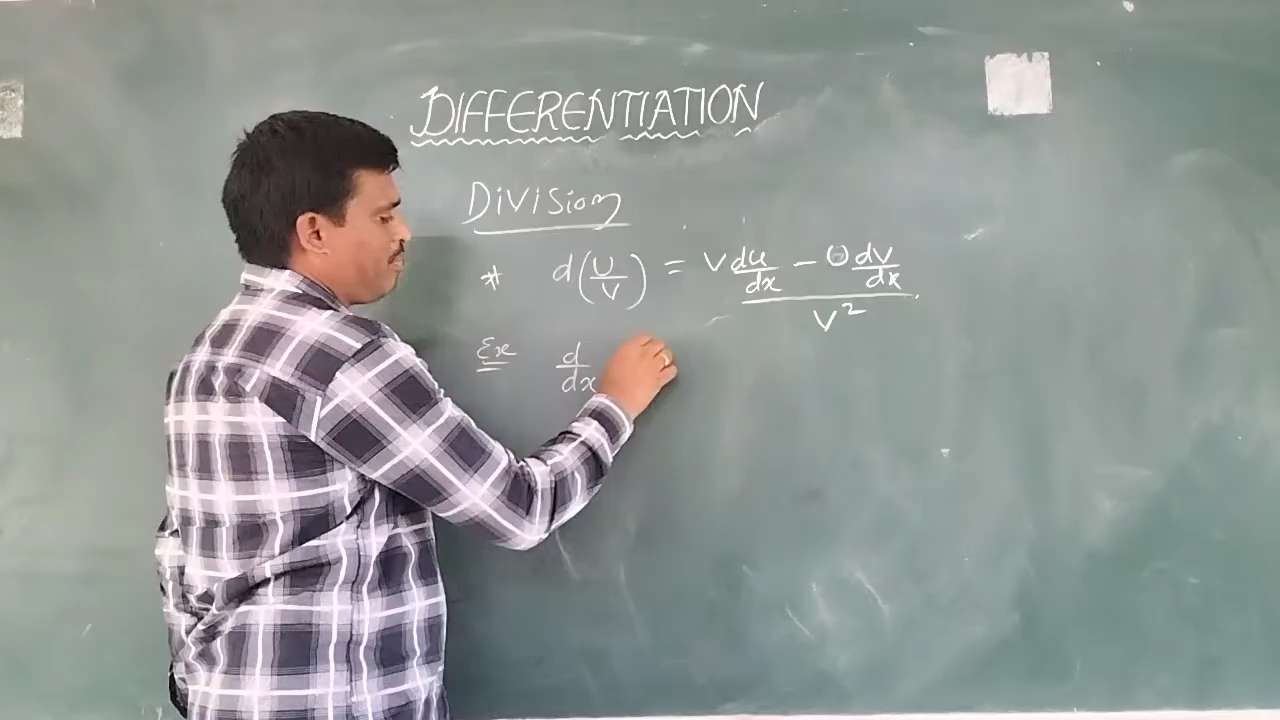 DIFFERENTIATION
Division
* d(U/V) = V du/dx - U dv/dx / V²
Ex d/dx